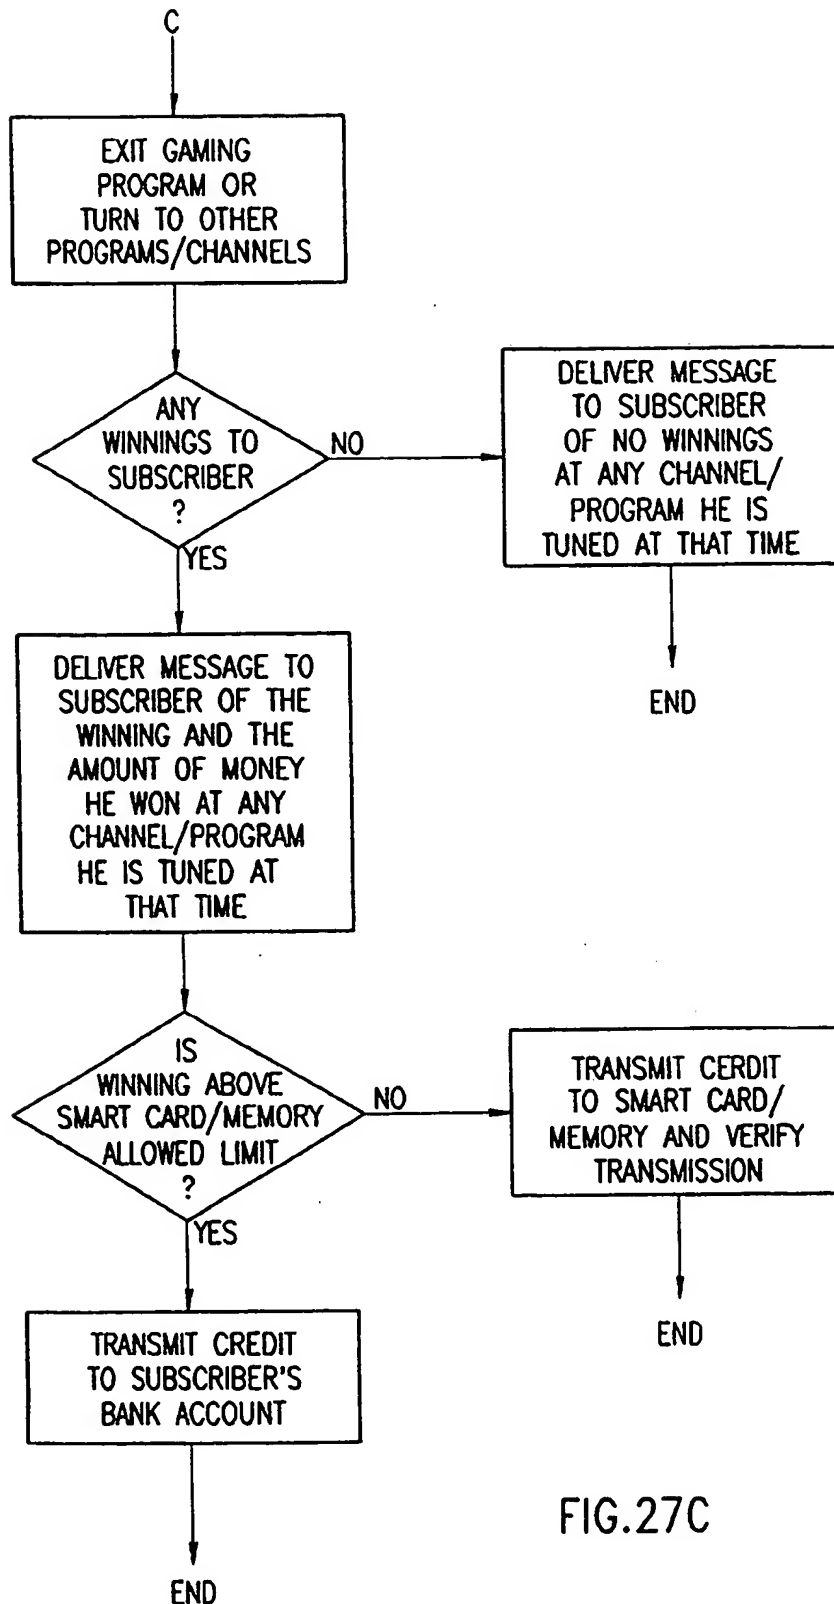 C
EXIT GAMING
PROGRAM OR
TURN TO OTHER
PROGRAMS/CHANNELS
ANY
WINNINGS TO
SUBSCRIBER
?
NO
YES
DELIVER MESSAGE
TO SUBSCRIBER
OF NO WINNINGS
AT ANY CHANNEL/
PROGRAM HE IS
TUNED AT THAT TIME
END
DELIVER MESSAGE TO
SUBSCRIBER OF THE
WINNING AND THE
AMOUNT OF MONEY
HE WON AT ANY
CHANNEL/PROGRAM
HE IS TUNED AT
THAT TIME
IS
WINNING ABOVE
SMART CARD/MEMORY
ALLOWED LIMIT
?
NO
YES
TRANSMIT CERDIT
TO SMART CARD/
MEMORY AND VERIFY
TRANSMISSION
END
TRANSMIT CREDIT
TO SUBSCRIBER'S
BANK ACCOUNT
END
FIG.27C